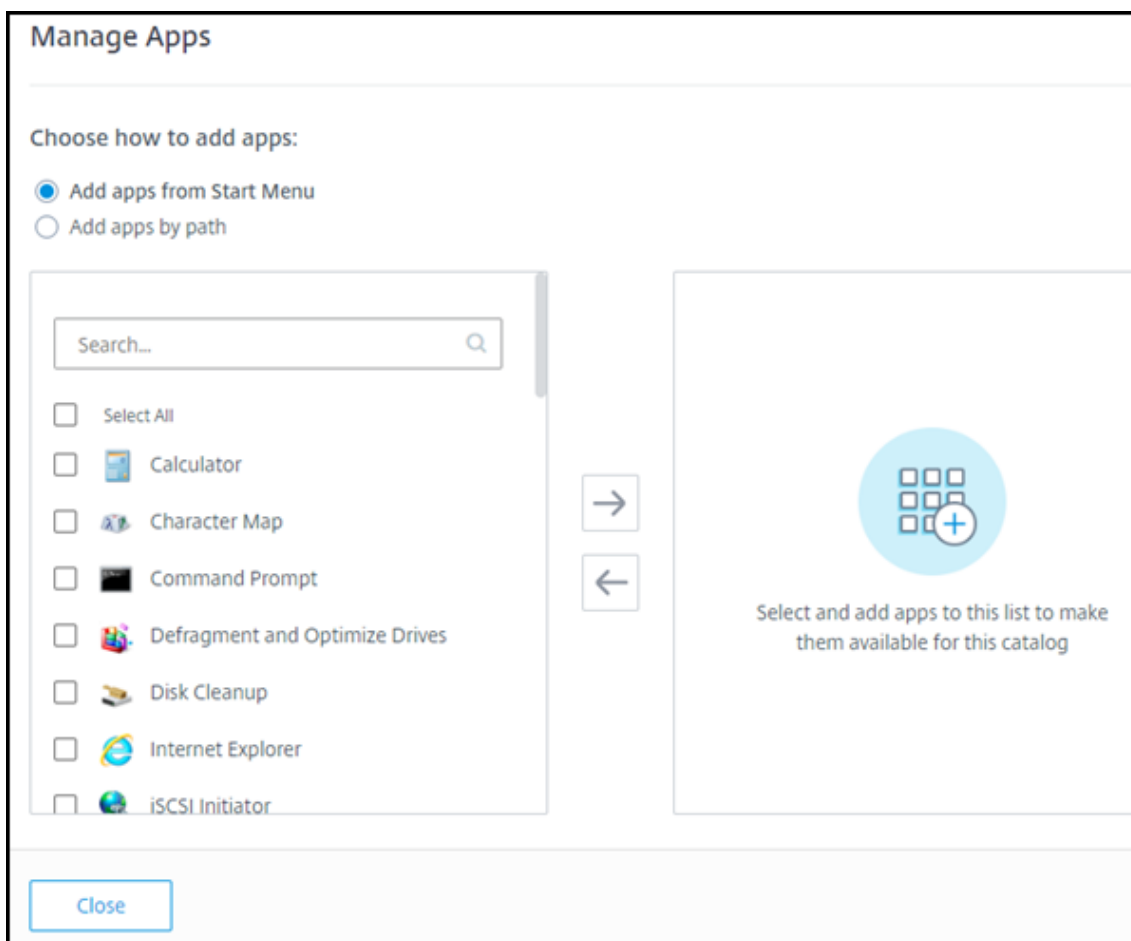 Manage Apps
Choose how to add apps:
Add apps from Start Menu
Add apps by path
Search...
Select All
Calculator
Character Map
Command Prompt
Defragment and Optimize Drives
Disk Cleanup
Internet Explorer
iSCSI Initiator
Select and add apps to this list to make
them available for this catalog
Close